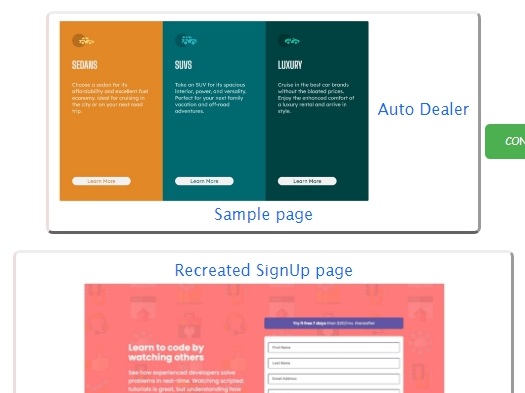 SEDANS
Choose a sedan for its
affordability and excellent fuel
economy. Ideal for cruising in
the city or on your next road
trip.
Learn More
SUVS
Take an SUV for its spacious
interior, power, and versatility.
Perfect for your next family
vacation and off-road
adventures.
Learn More
LUXURY
Cruise in the best car brands
without the bloated prices.
Enjoy the enhanced comfort of
a luxury rental and arrive in
style.
Learn More
Auto Dealer
CON
Sample page
Recreated SignUp page
Try it free 7 days then $20/mo. thereafter
Learn to code by
watching others
See how experienced developers solve
problems in real-time. Watching scripted
tutorials is great, but understanding how
First Name
Last Name
Email Address